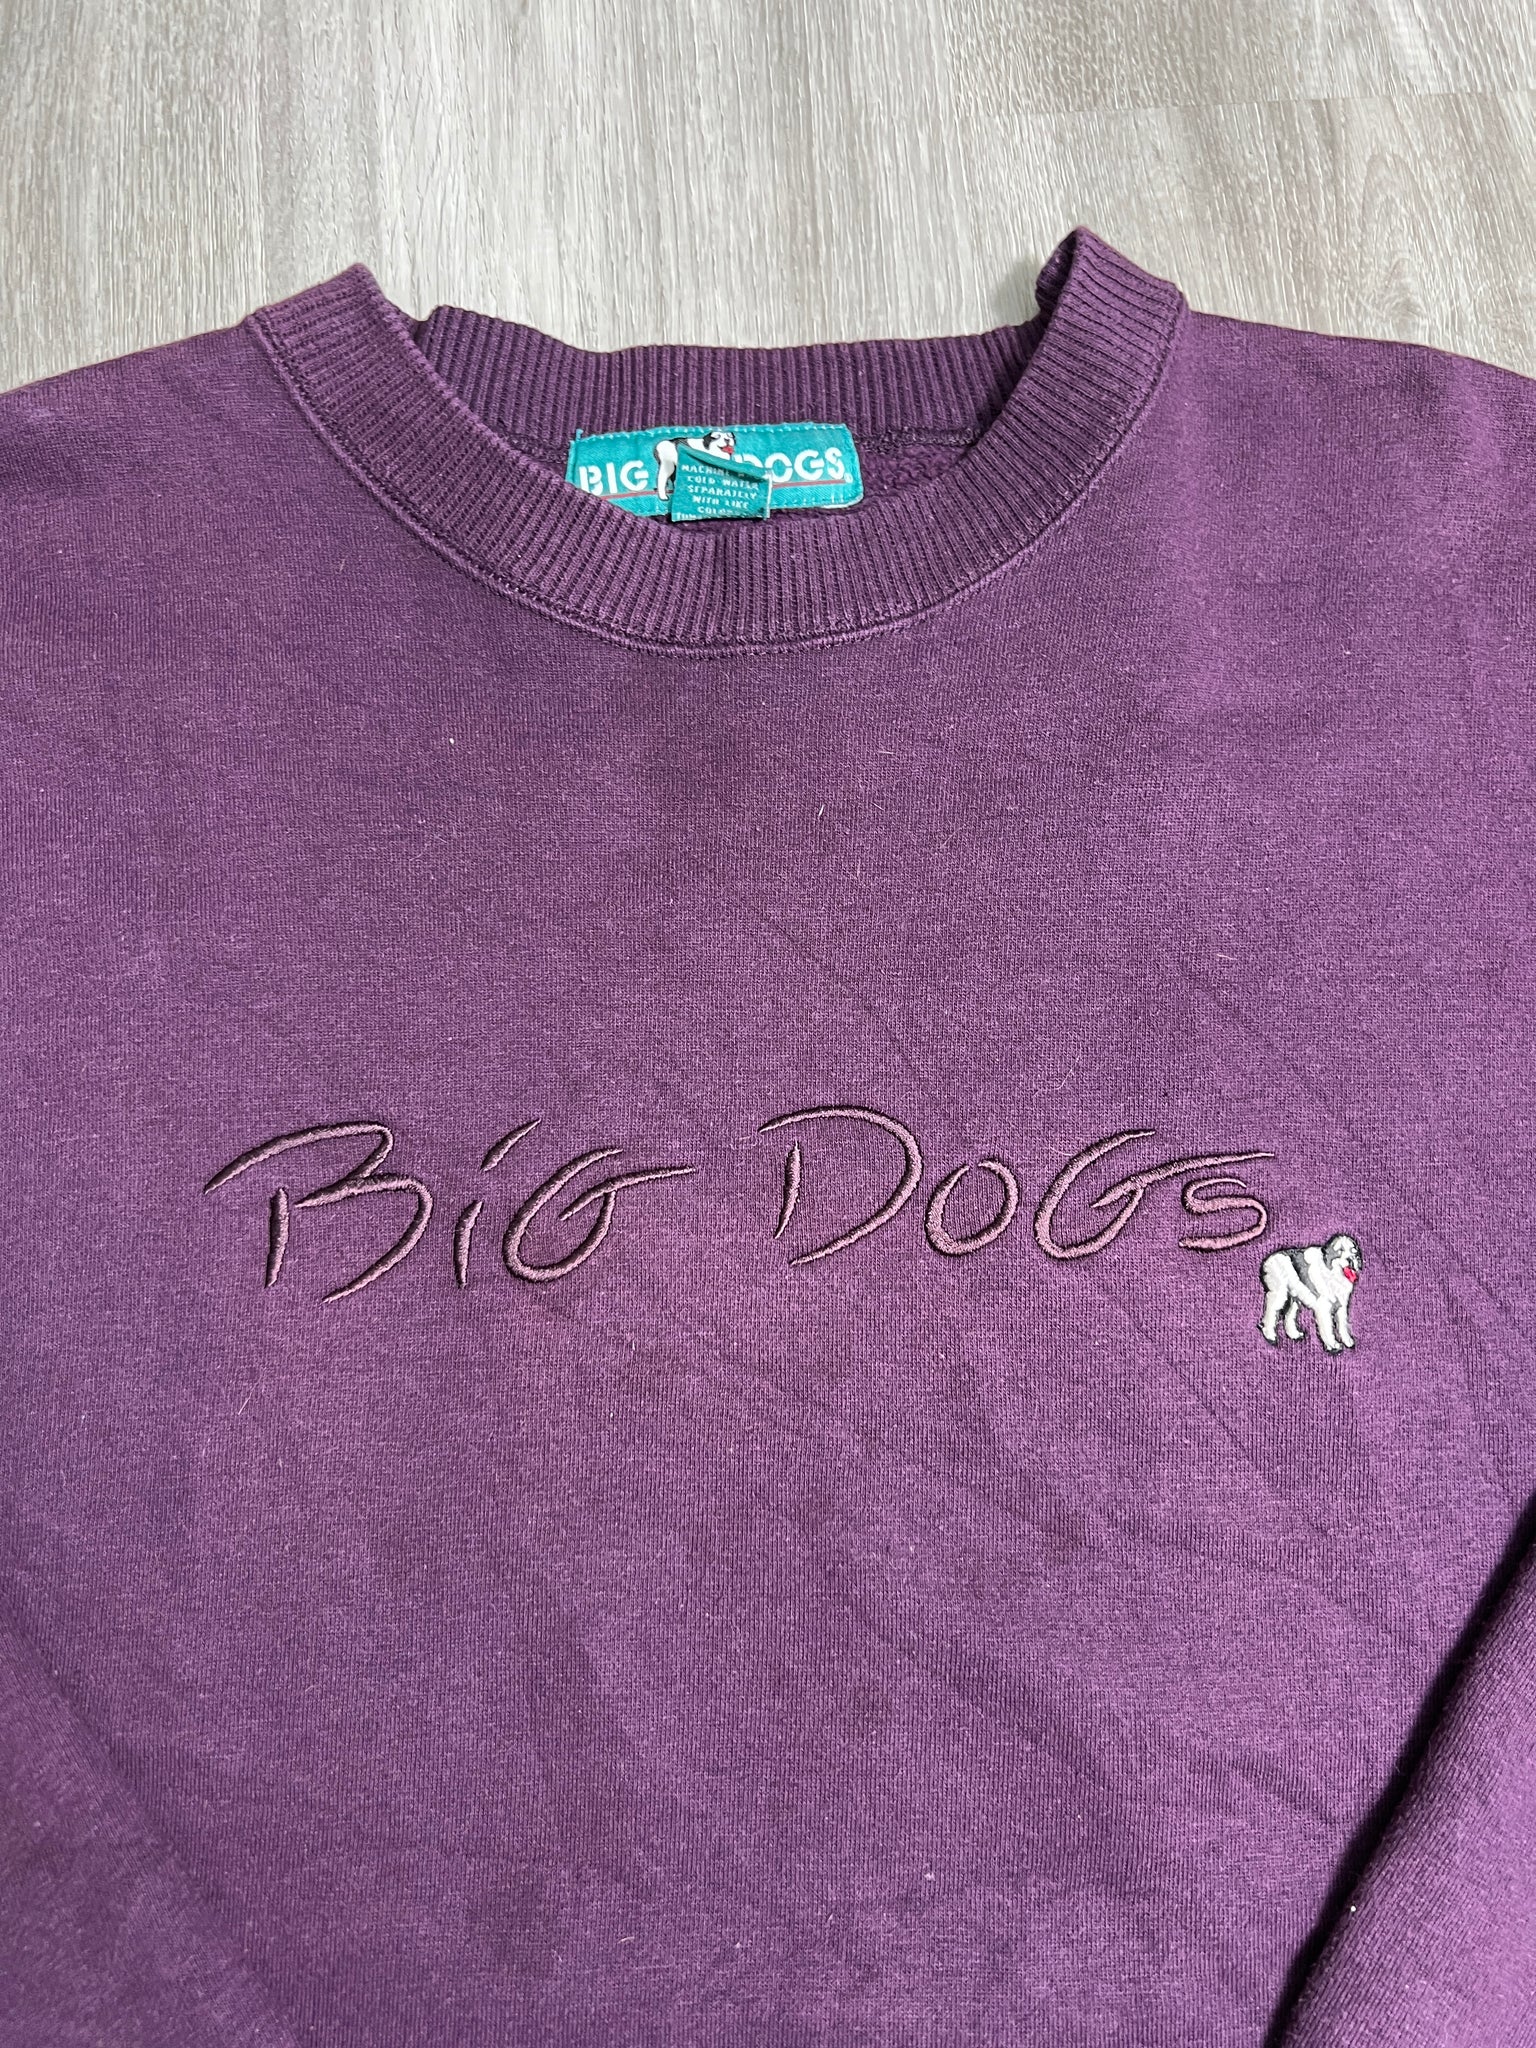 BIG DOGS®
MACHINE
COLD WATER
SEPARATELY
WITH LIKE
COLORS
BiG DoGs